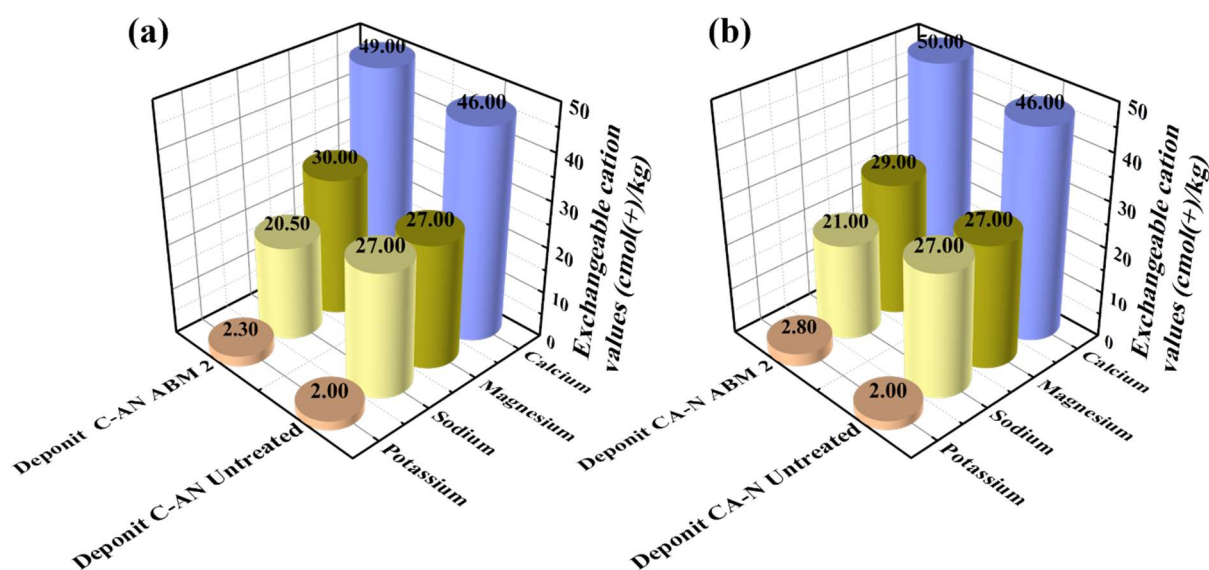 (a)
49.00
46.00
30.00
27.00
20.50
27.00
2.30
2.00
50
40
30
20
10
0
Exchangeable cation
values (cmol(+)/kg)
Calcium
Magnesium
Sodium
Potassium
Deponit C-AN ABM 2
Deponit C-AN Untreated
(b)
50.00
46.00
29.00
27.00
21.00
27.00
2.80
2.00
50
40
30
20
10
0
Exchangeable cation
values (cmol(+)/kg)
Calcium
Magnesium
Sodium
Potassium
Deponit CA-N ABM 2
Deponit CA-N Untreated